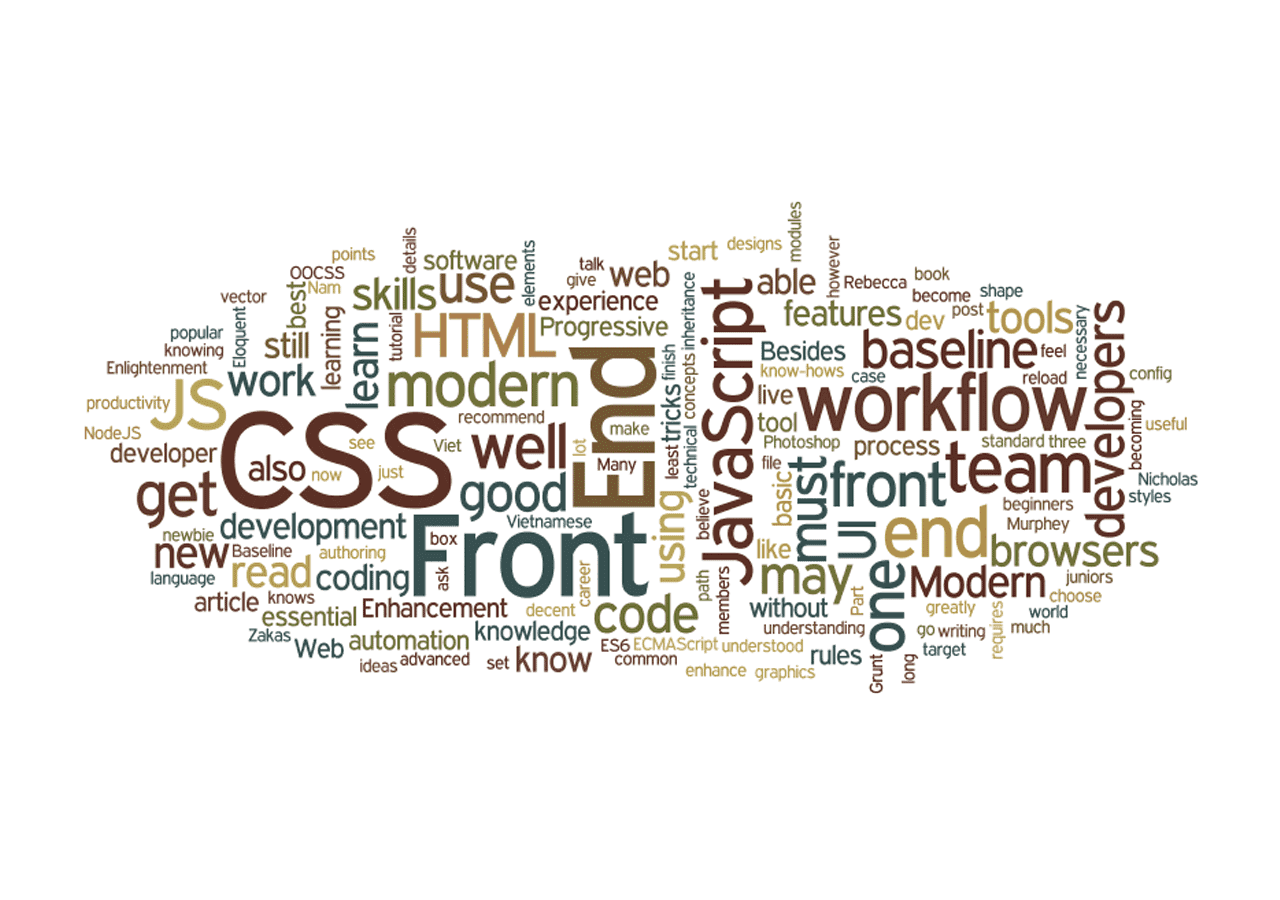 modules
details
points
software
elements
start
designs
however
talk
give
web
able
Rebecca
book
oocss
Nam
skills
use
experience
inheritance
become
shape
vector
best
Eloquent
learning
tutorial
HTML
Progressive
JavaScript
features
dev
post
tools
necessary
developers
popular
knowing
still
learn
End
finish
concepts
Besides
baseline
feel
Enlightenment
work
modern
tricks
know-hows
case
reload
config
productivity
JS
recommend
make
live
workflow
becoming
useful
NodeJS
CSS
see
Viet
well
lot
tool
Photoshop
process
standard
three
developer
also
now
just
Many
least
technical
file
team
Nicholas
styles
get
good
using
believe
basic
must
front
beginners
newbie
development
Vietnamese
UI
end
Murphey
new
Baseline
authoring
box
Front
like
browsers
language
read
coding
ask
career
path
members
may
one
Modern
juniors
article
knows
essential
Enhancement
decent
code
without
Part
greatly
requires
choose
world
Zakas
Web
automation
knowledge
ES6
ECMAScript
understood
understanding
go
writing
much
ideas
advanced
set
know
common
enhance
graphics
rules
Grunt
long
target